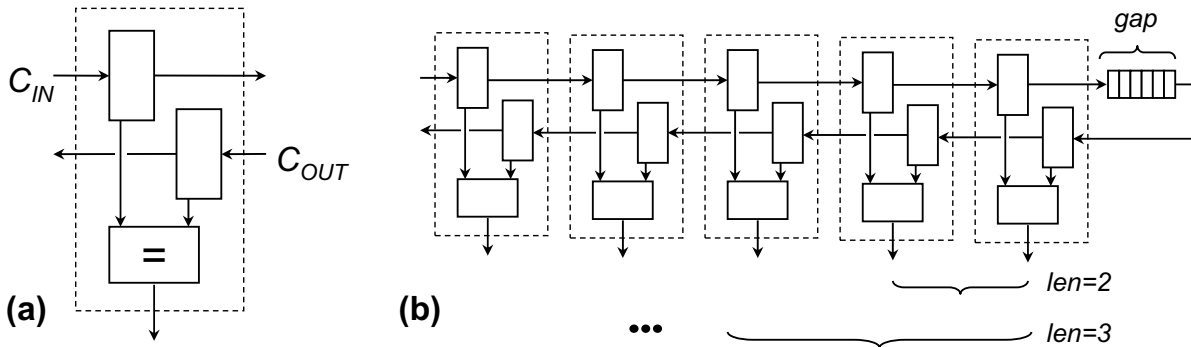 C_IN
C_OUT
=
(a)
gap
len=2
(b)
•••
len=3